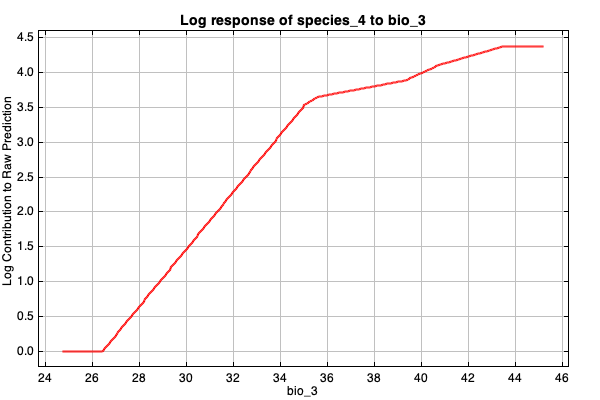 Log response of species_4 to bio_3
Log Contribution to Raw Prediction
4.5
4.0
3.5
3.0
2.5
2.0
1.5
1.0
0.5
0.0
24 26 28 30 32 34 36 38 40 42 44 46
bio_3